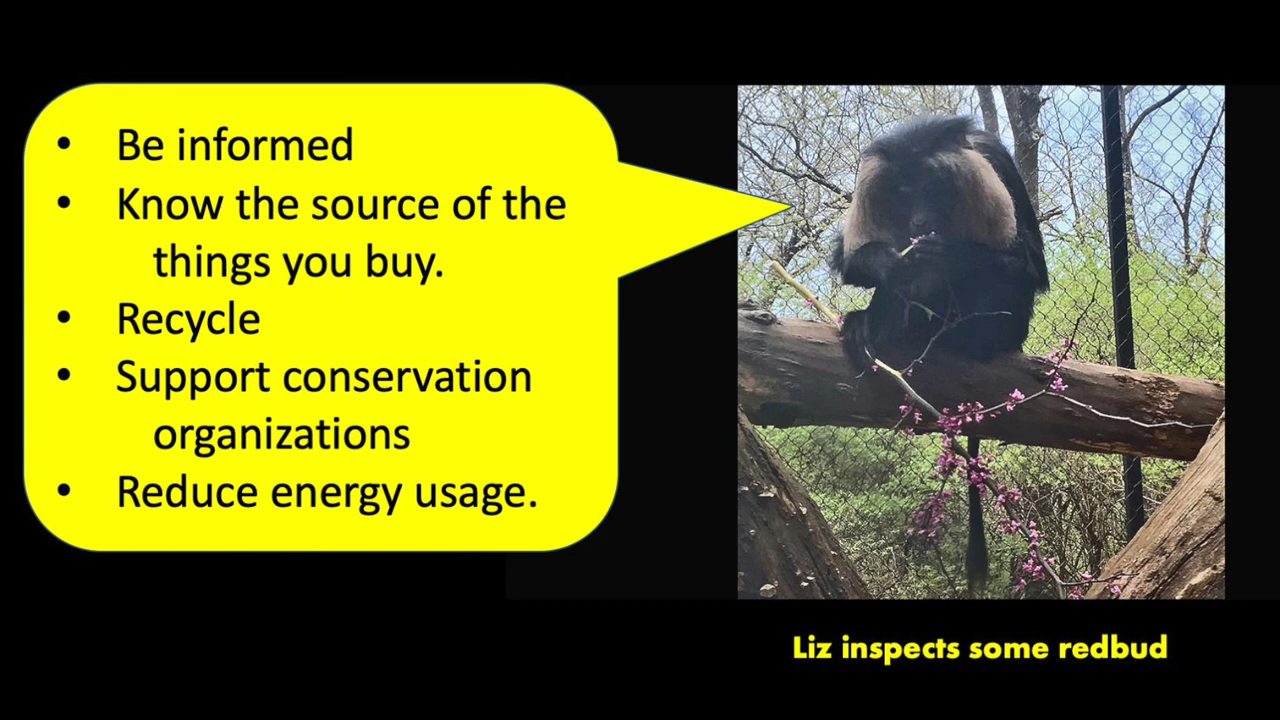 • Be informed
• Know the source of the
things you buy.
• Recycle
• Support conservation
organizations
• Reduce energy usage.
Liz inspects some redbud